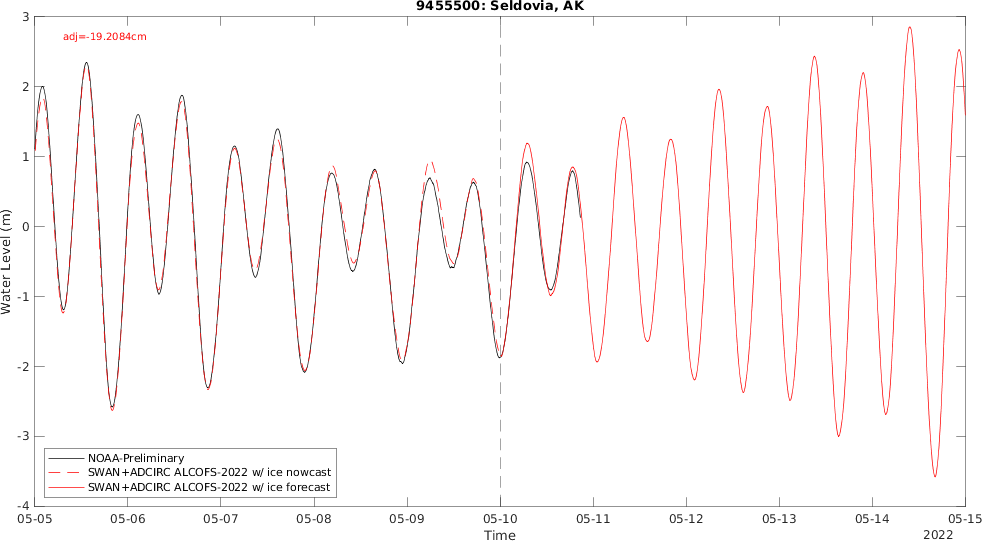 9455500: Seldovia, AK
adj=-19.2084cm
3
2
1
0
-1
-2
-3
-4
Water Level (m)
NOAA-Preliminary
SWAN+ADCIRC ALCOFS-2022 w/ ice nowcast
SWAN+ADCIRC ALCOFS-2022 w/ ice forecast
05-05 05-06 05-07 05-08 05-09 05-10 05-11 05-12 05-13 05-14 05-15
Time
2022